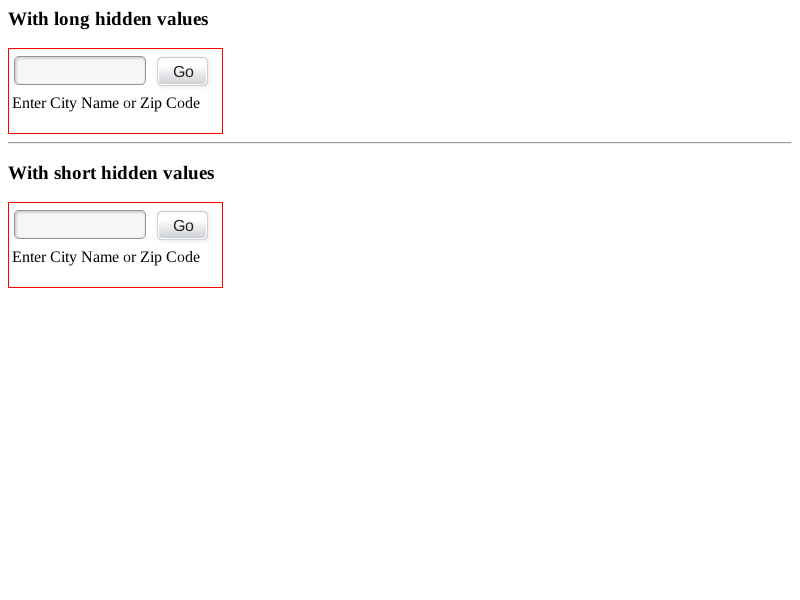 With long hidden values
Go
Enter City Name or Zip Code
With short hidden values
Go
Enter City Name or Zip Code